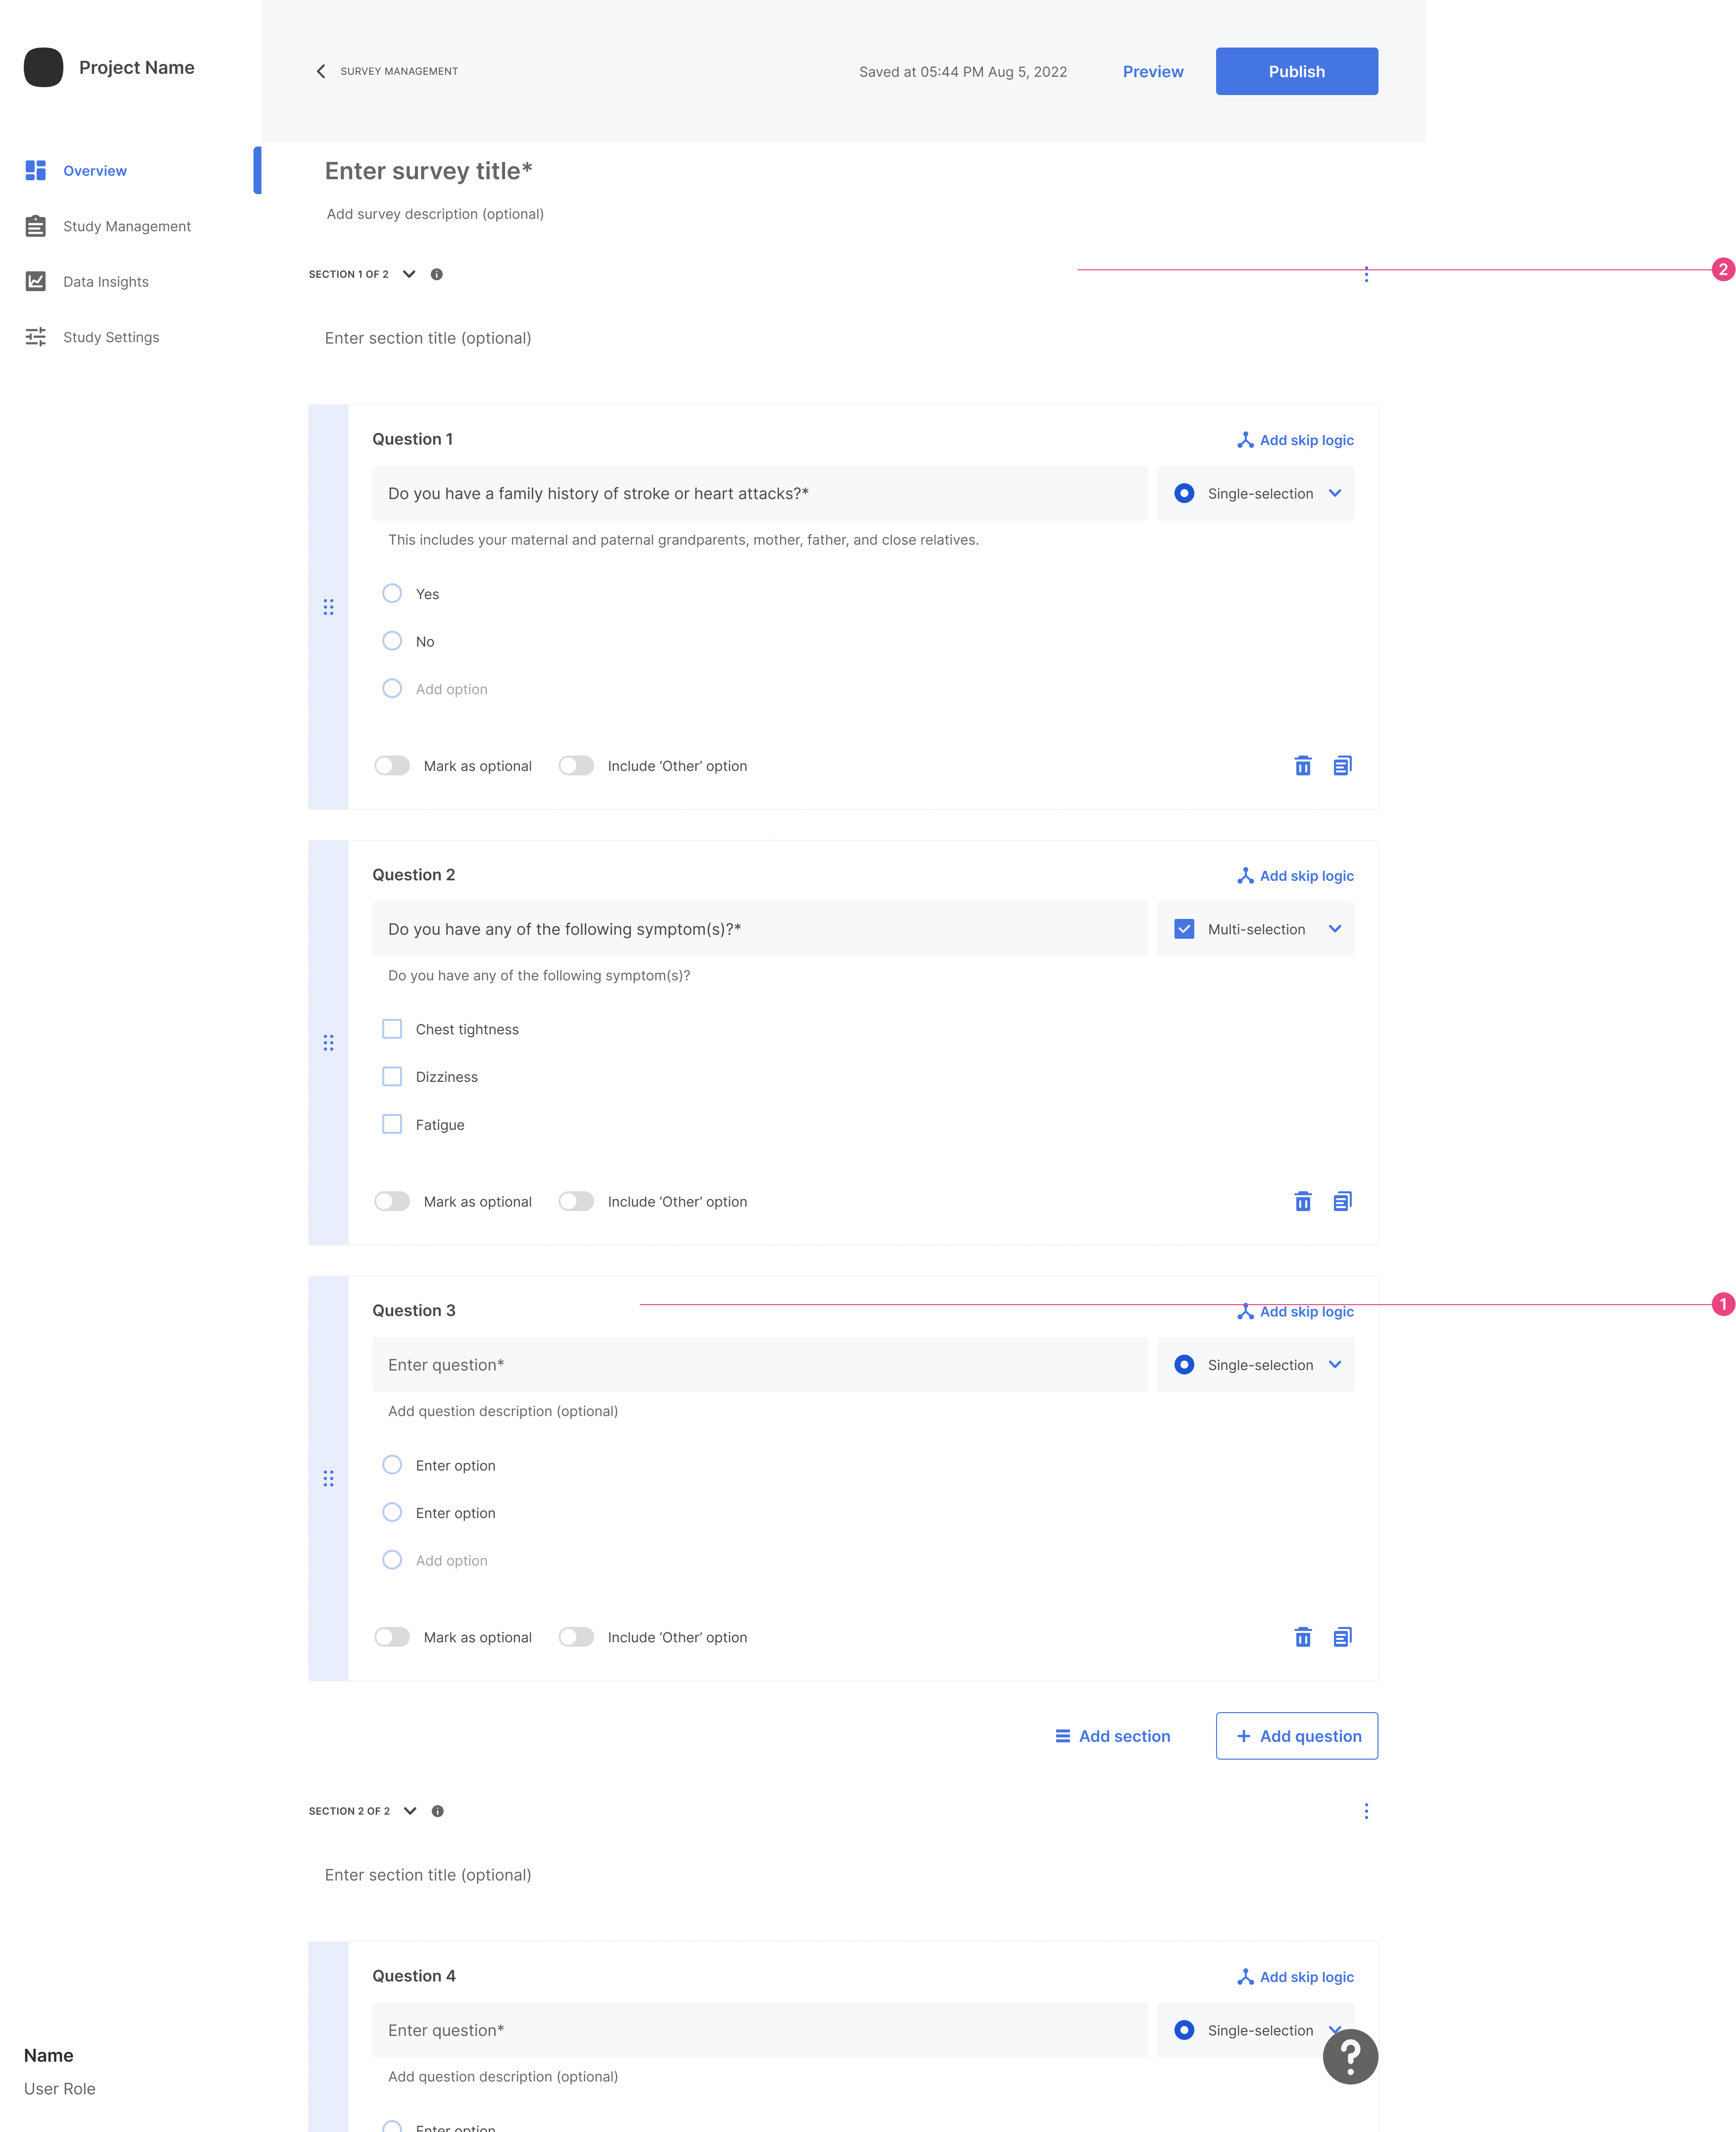 Project Name
SURVEY MANAGEMENT
Saved at 05:44 PM Aug 5, 2022
Preview
Publish
Overview
Study Management
Data Insights
Study Settings
Enter survey title*
Add survey description (optional)
SECTION 1 OF 2
2
Enter section title (optional)
Question 1
Add skip logic
Do you have a family history of stroke or heart attacks?*
Single-selection
This includes your maternal and paternal grandparents, mother, father, and close relatives.
Yes
No
Add option
Mark as optional
Include ‘Other’ option
Question 2
Add skip logic
Do you have any of the following symptom(s)?*
Multi-selection
Do you have any of the following symptom(s)?
Chest tightness
Dizziness
Fatigue
Mark as optional
Include ‘Other’ option
Question 3
Add skip logic
1
Enter question*
Single-selection
Add question description (optional)
Enter option
Enter option
Add option
Mark as optional
Include ‘Other’ option
Add section
Add question
SECTION 2 OF 2
Enter section title (optional)
Question 4
Add skip logic
Enter question*
Single-selection
Add question description (optional)
Enter option
Name
User Role
?